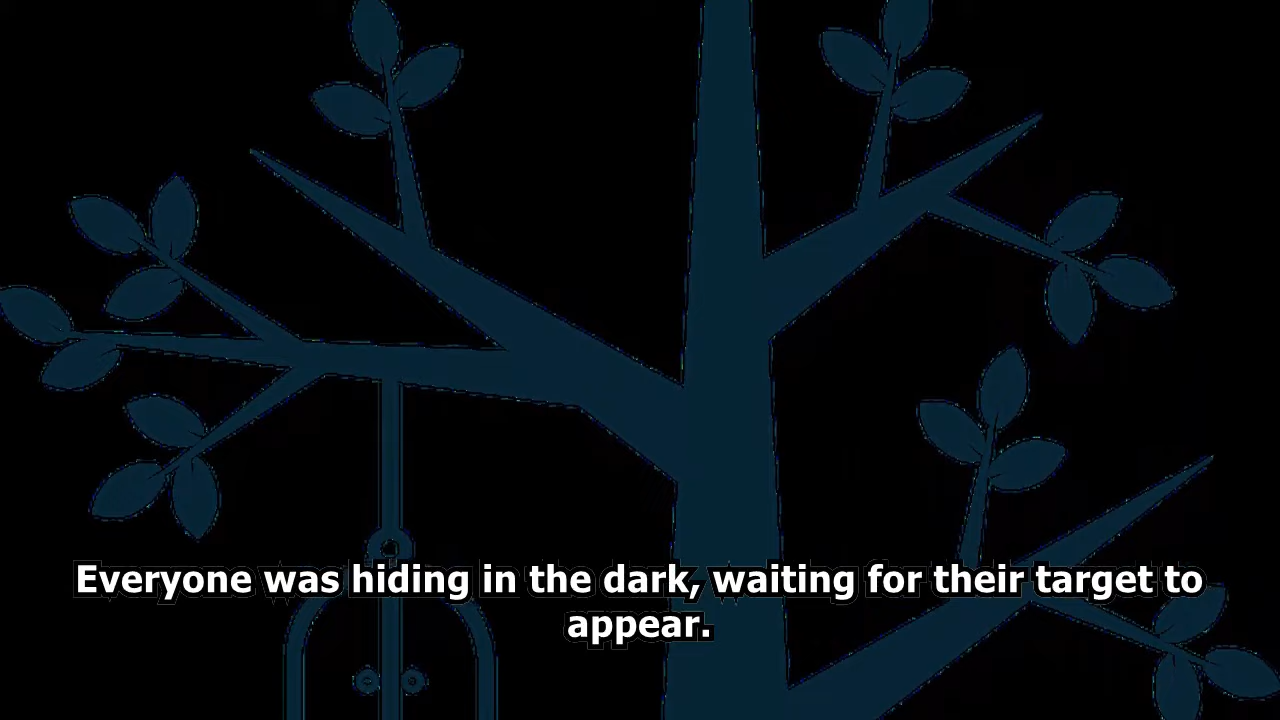 Everyone was hiding in the dark, waiting for their target to
appear.